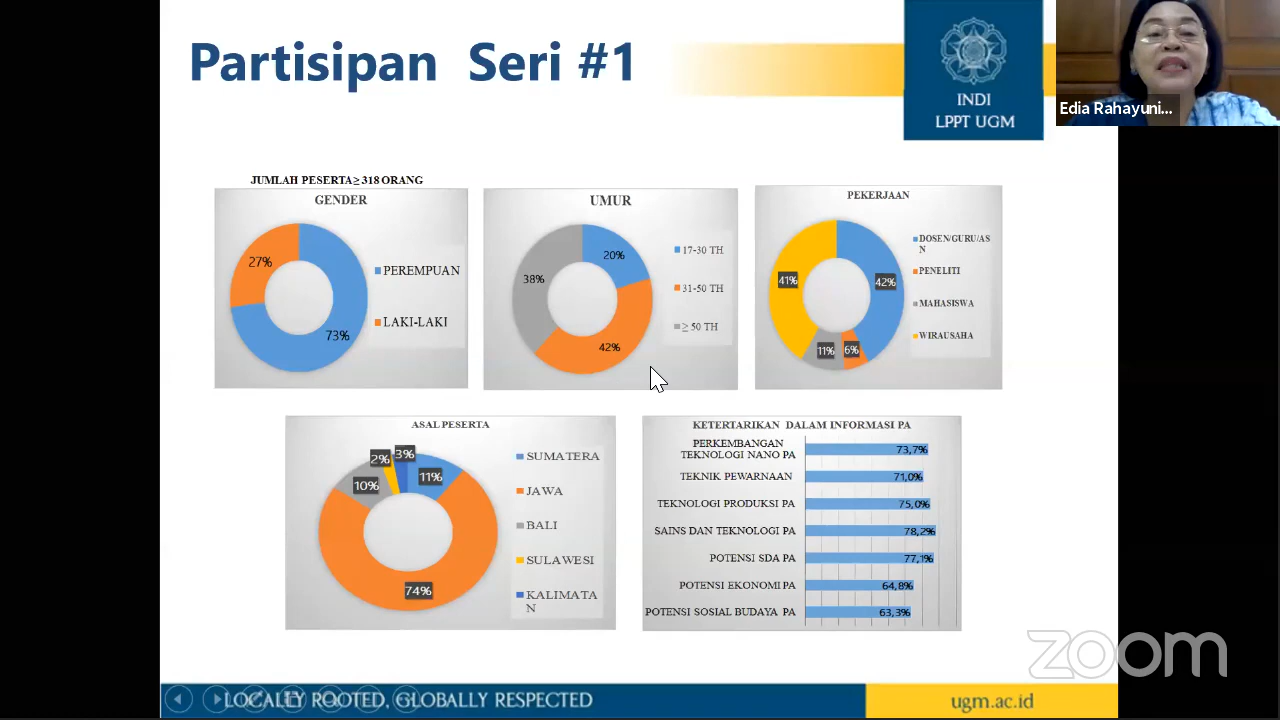 Partisipan Seri #1
INDI
LPPT UGM
Edia Rahayuni...
JUMLAH PESERTA≥318 ORANG
GENDER
27%
73%
PEREMPUAN
LAKI-LAKI
UMUR
20%
38%
42%
17-30 TH
31-50 TH
≥ 50 TH
PEKERJAAN
41%
42%
11%
6%
DOSEN/GURU/AS
N
PENELITI
MAHASISWA
WIRAUSAHA
ASAL PESERTA
2%
3%
11%
10%
74%
SUMATERA
JAWA
BALI
SULAWESI
KALIMATA
N
KETERTARIKAN DALAM INFORMASI PA
PERKEMBANGAN
TEKNOLOGI NANO PA
73,7%
TEKNIK PEWARNAAN
71,0%
TEKNOLOGI PRODUKSI PA
75,0%
SAINS DAN TEKNOLOGI PA
78,2%
POTENSI SDA PA
77,1%
POTENSI EKONOMI PA
64,8%
POTENSI SOSIAL BUDAYA PA
63,3%
zoom
LOCALLY ROOTED, GLOBALLY RESPECTED
ugm.ac.id